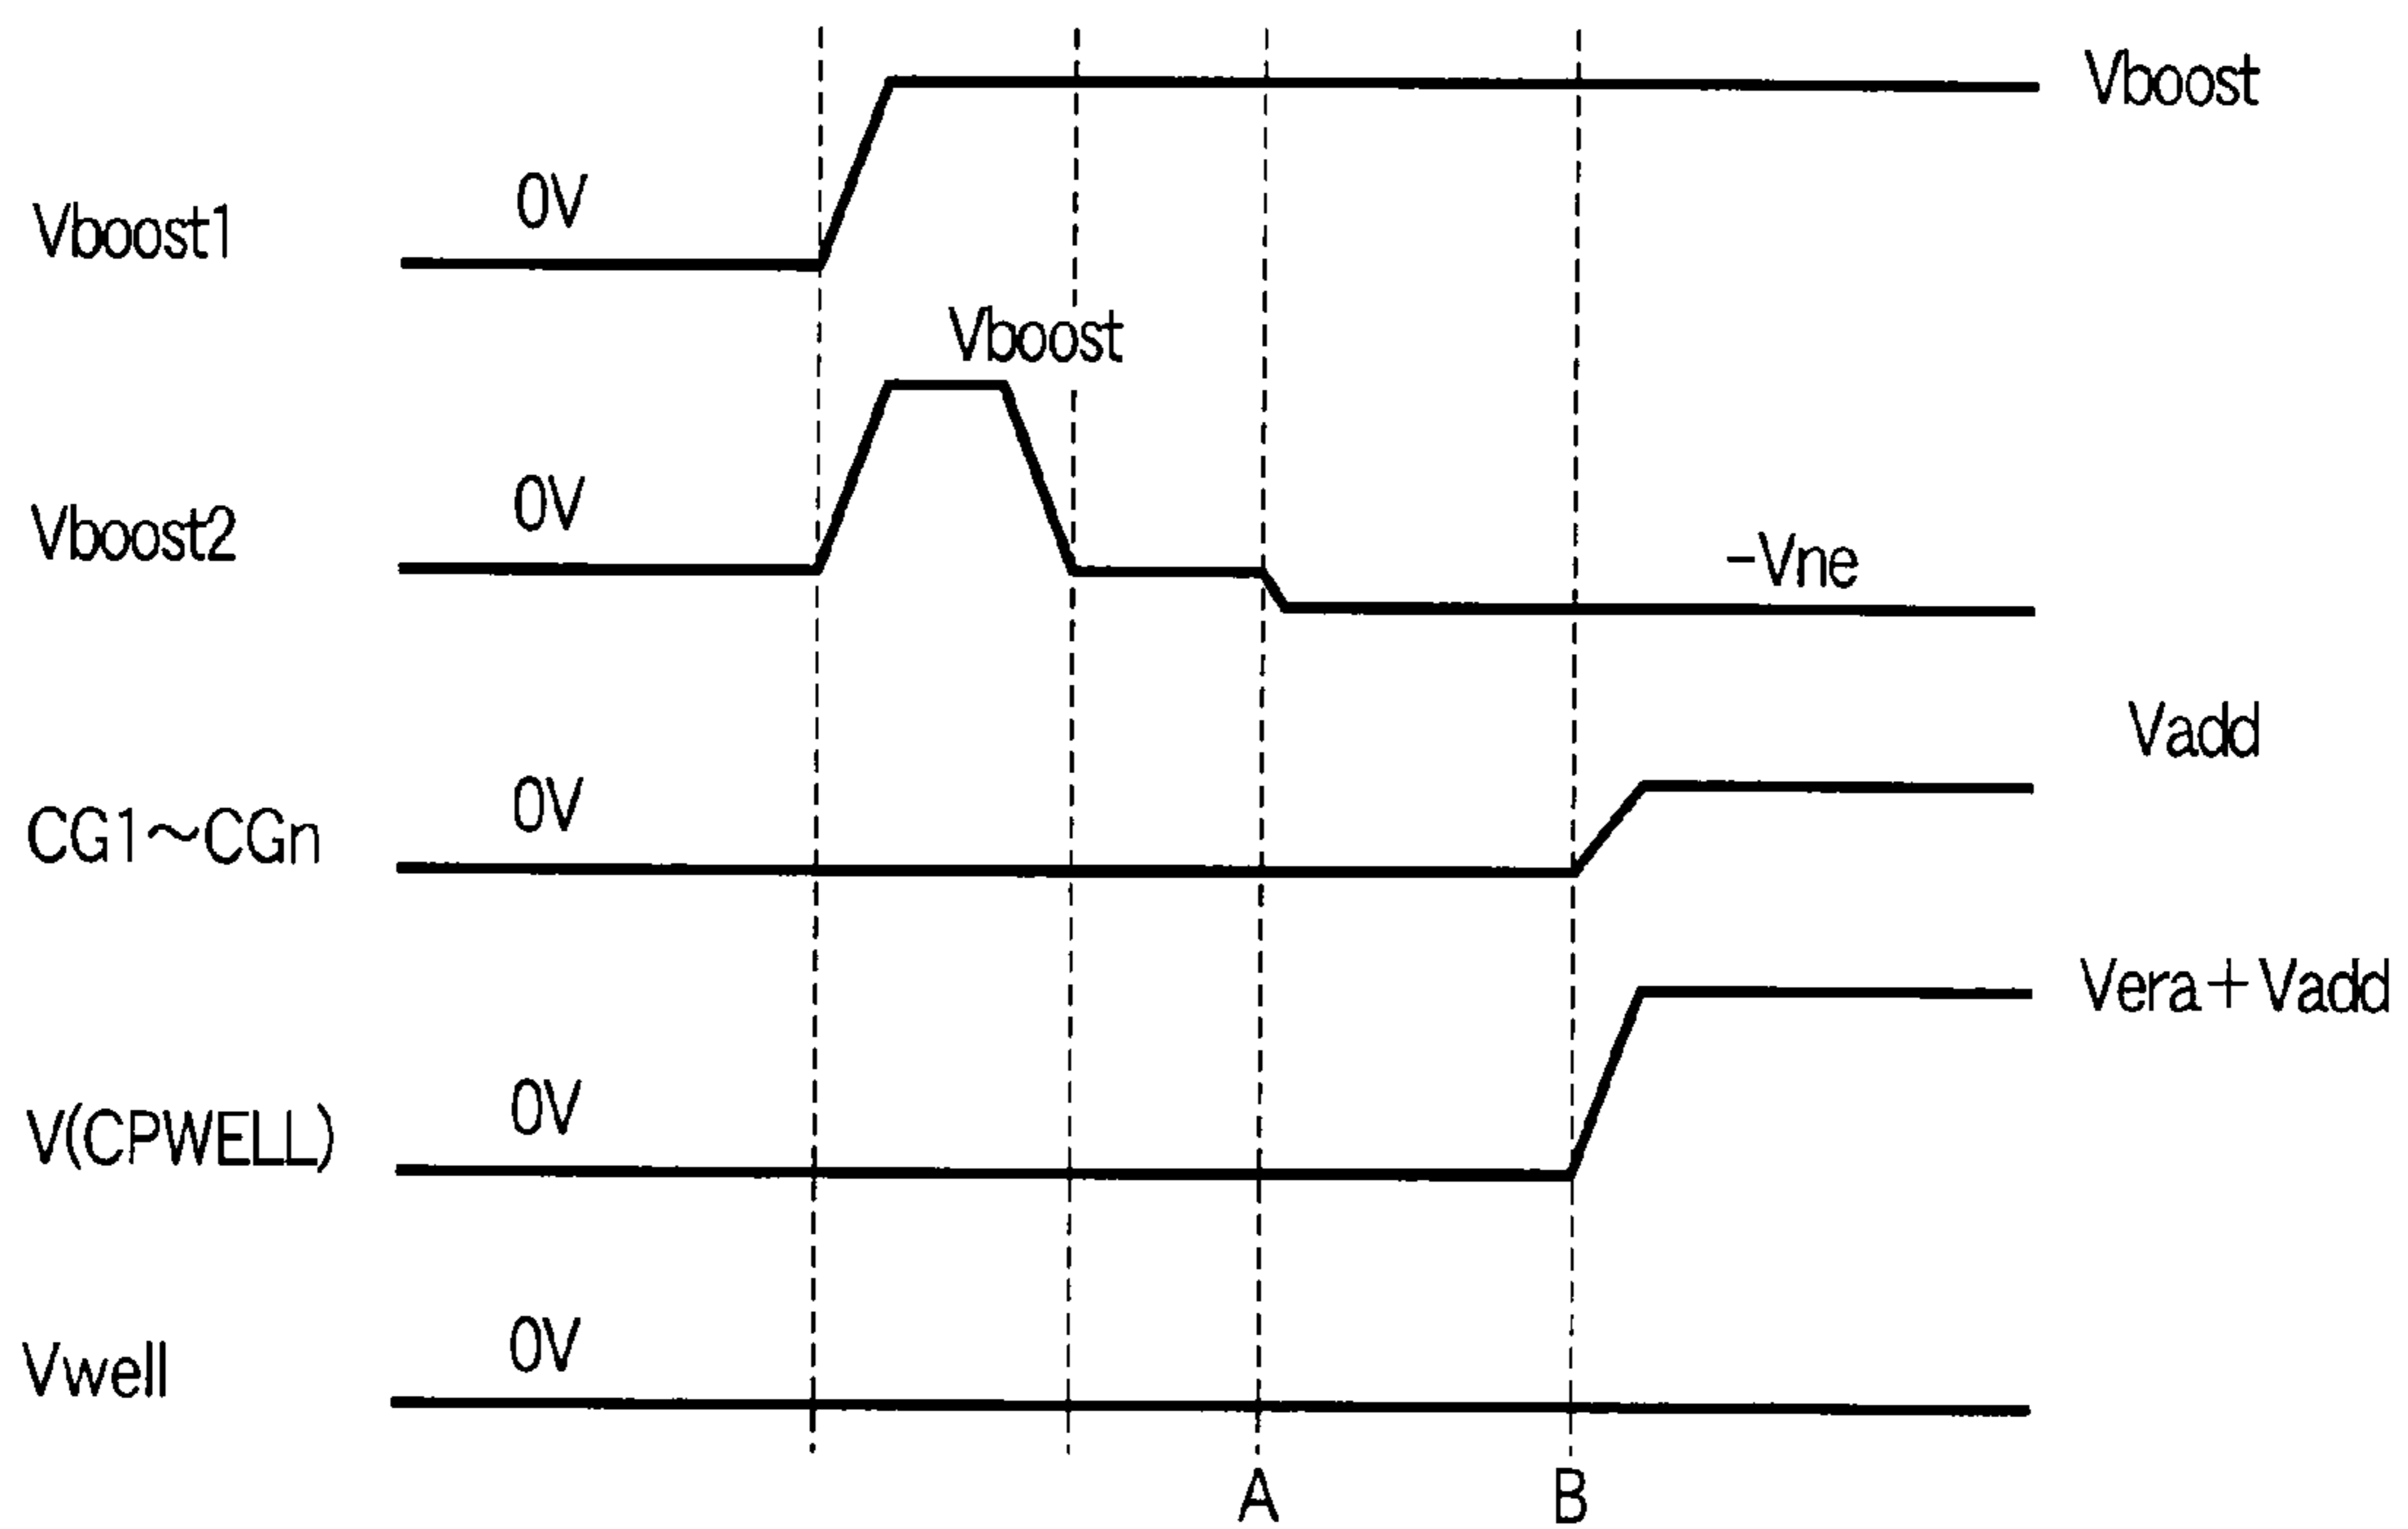 Vboost
0V
Vboost1
Vboost
0V
Vboost2
-Vne
Vadd
0V
CG1~CGn
Vera+Vadd
0V
V(CPWELL)
0V
Vwell
A B